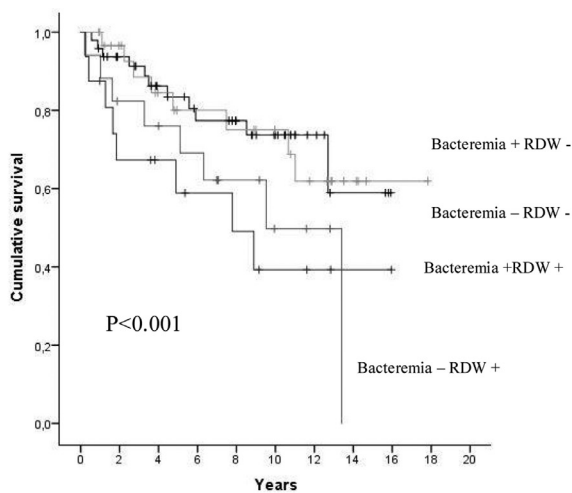 1,0
0,8
0,6
0,4
0,2
0,0
Cumulative survival
Bacteremia + RDW -
Bacteremia – RDW -
Bacteremia +RDW +
Bacteremia – RDW +
P<0.001
0 2 4 6 8 10 12 14 16 18 20
Years